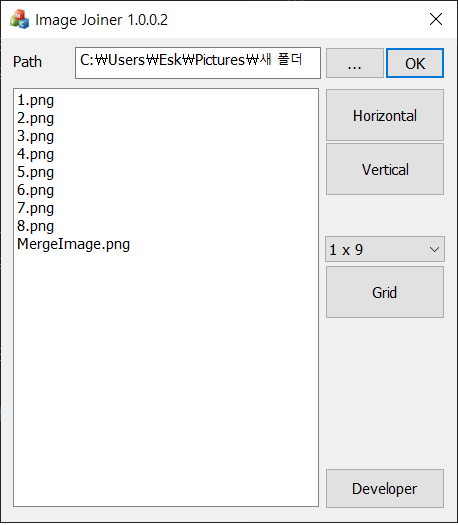 Image Joiner 1.0.0.2
Path
C:₩Users₩Esk₩Pictures₩새 폴더
...
OK
1.png
2.png
3.png
4.png
5.png
6.png
7.png
8.png
MergeImage.png
Horizontal
Vertical
1 x 9
Grid
Developer